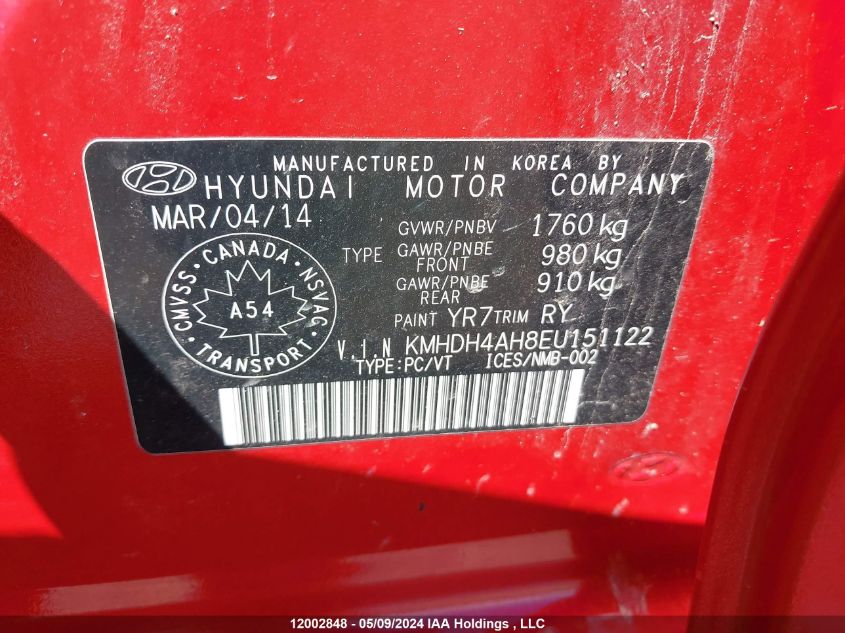 MANUFACTURED IN KOREA BY
HYUNDAI MOTOR COMPANY
MAR/04/14
GVWR/PNBV 1760 kg
TYPE GAWR/PNBE FRONT 980 kg
GAWR/PNBE REAR 910 kg
PAINT YR7 TRIM RY
CMVSS · CANADA · NSVAC
A54
TRANSPORT
V.I.N KMHDH4AH8EU151122
TYPE:PC/VT ICES/NMB-002
12002848 - 05/09/2024 IAA Holdings , LLC